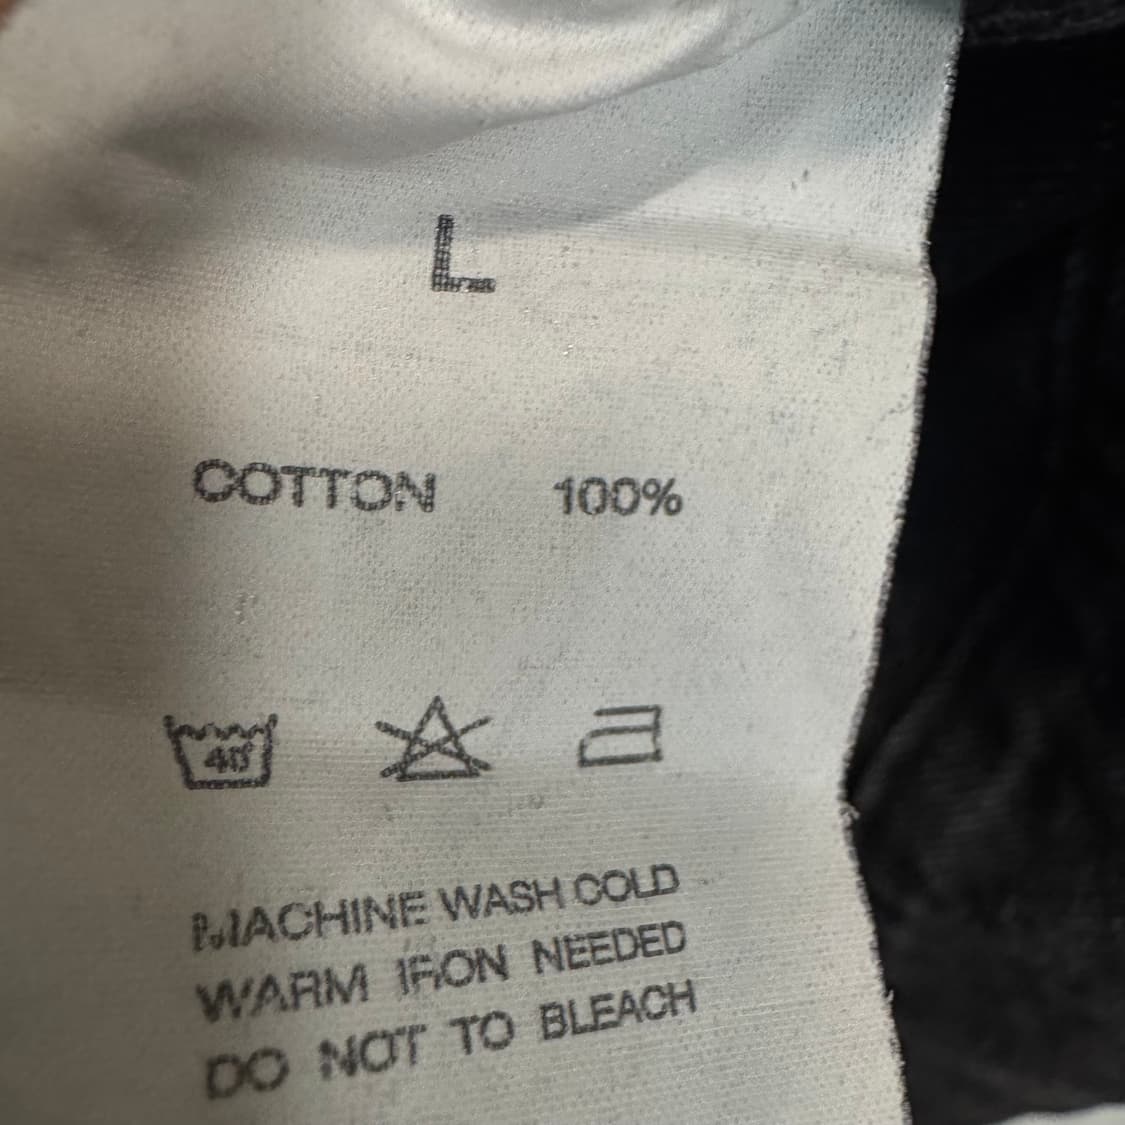 L
COTTON 100%
40°
MACHINE WASH COLD
WARM IRON NEEDED
DO NOT TO BLEACH